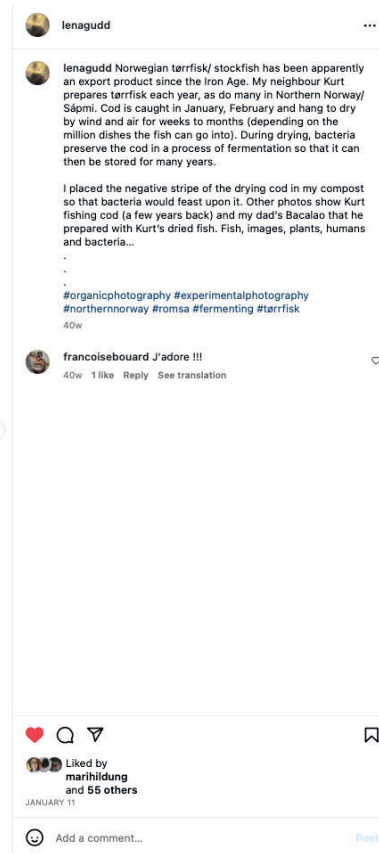 lenagudd
lenagudd Norwegian tørrfisk/ stockfish has been apparently
an export product since the Iron Age. My neighbour Kurt
prepares tørrfisk each year, as do many in Northern Norway/
Sápmi. Cod is caught in January, February and hang to dry
by wind and air for weeks to months (depending on the
million dishes the fish can go into). During drying, bacteria
preserve the cod in a process of fermentation so that it can
then be stored for many years.
I placed the negative stripe of the drying cod in my compost
so that bacteria would feast upon it. Other photos show Kurt
fishing cod (a few years back) and my dad's Bacalao that he
prepared with Kurt's dried fish. Fish, images, plants, humans
and bacteria...
.
.
.
#organicphotography #experimentalphotography
#northernnorway #romsa #fermenting #tørrfisk
40w
francoisebouard J'adore !!!
40w 1 like Reply See translation
Liked by
marihildung
and 55 others
JANUARY 11
Add a comment...
Post